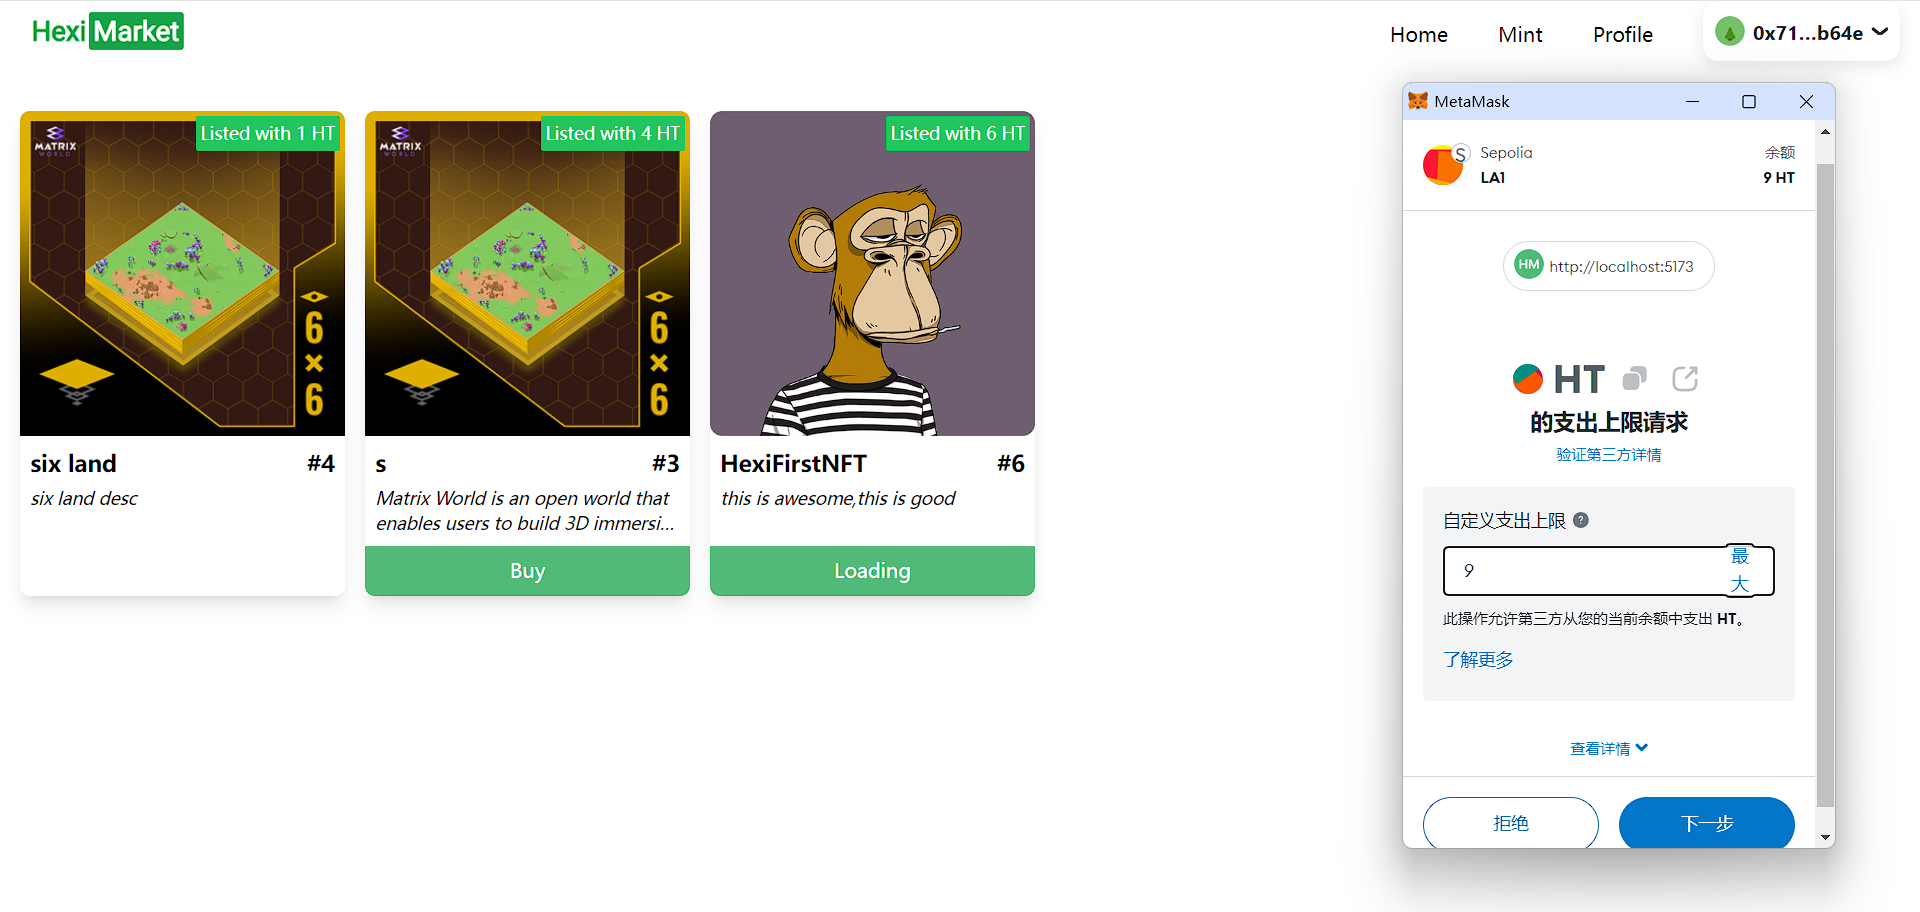 Hexi Market
Home
Mint
Profile
0x71...b64e
MATRIX
WORLD
Listed with 1 HT
6
×
6
six land
#4
six land desc
MATRIX
WORLD
Listed with 4 HT
6
×
6
s
#3
Matrix World is an open world that
enables users to build 3D immersi...
Buy
Listed with 6 HT
HexiFirstNFT
#6
this is awesome,this is good
Loading
MetaMask
S
Sepolia
余额
LA1
9 HT
HM
http://localhost:5173
HT
的支出上限请求
验证第三方详情
自定义支出上限 ?
9
最
大
此操作允许第三方从您的当前余额中支出 HT。
了解更多
查看详情
拒绝
下一步